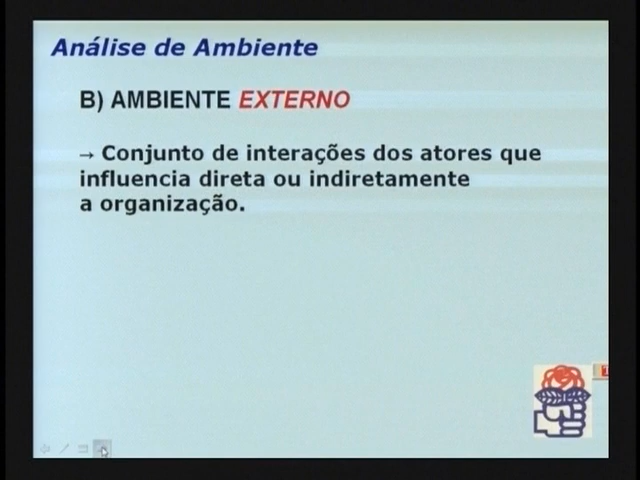 Análise de Ambiente
B) AMBIENTE EXTERNO
→ Conjunto de interações dos atores que
influencia direta ou indiretamente
a organização.